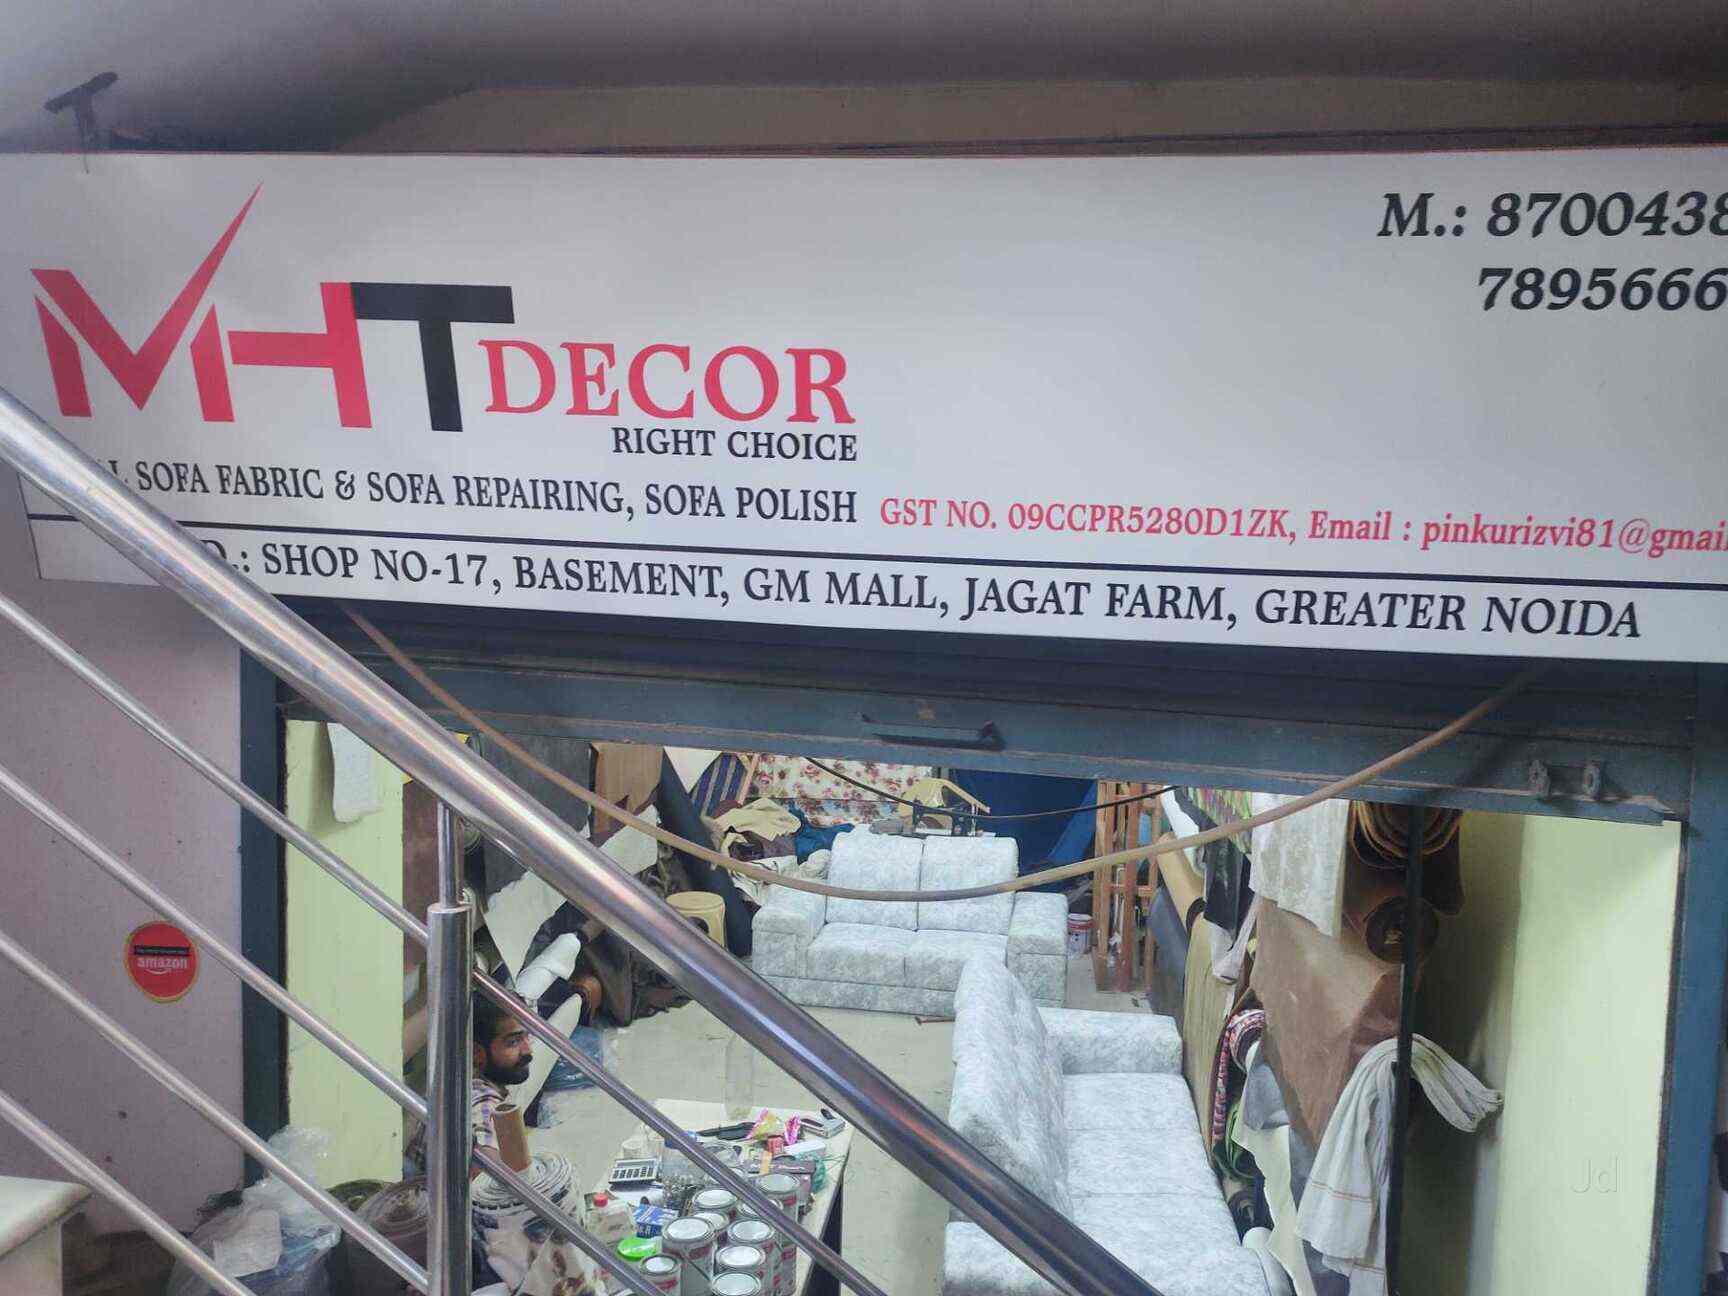 MHT DECOR
RIGHT CHOICE
SOFA FABRIC & SOFA REPAIRING, SOFA POLISH
M.: 8700438
7895666
GST NO. 09CCPR5280D1ZK, Email : pinkurizvi81@gmail
SHOP NO-17, BASEMENT, GM MALL, JAGAT FARM, GREATER NOIDA
amazon
Jd